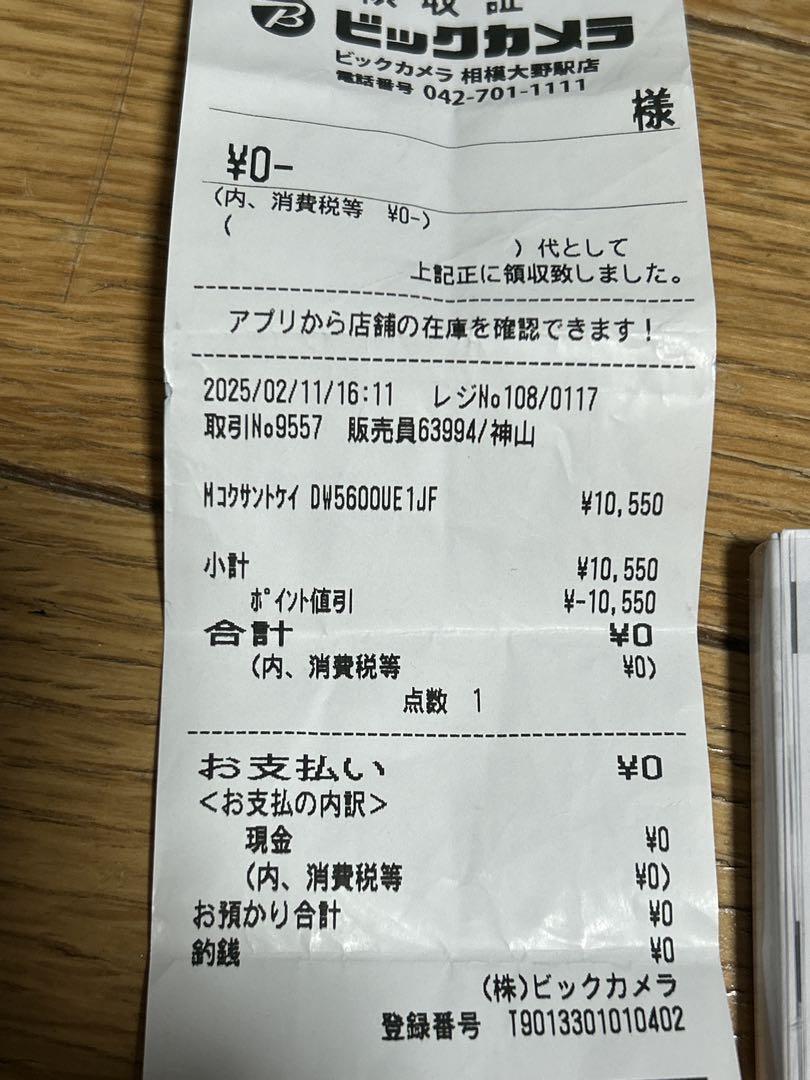 領収証
ビックカメラ
ビックカメラ 相模大野駅店
電話番号 042-701-1111
様
¥0-
(内、消費税等 ¥0-)
(
) 代として
上記正に領収致しました。
アプリから店舗の在庫を確認できます!
2025/02/11/16:11 レジNo108/0117
取引No9557 販売員63994/神山
Mコクサントケイ DW5600UE1JF ¥10,550
小計 ¥10,550
ポイント値引 ¥-10,550
合計 ¥0
(内、消費税等 ¥0)
点数 1
お支払い ¥0
<お支払の内訳>
現金 ¥0
(内、消費税等 ¥0)
お預かり合計 ¥0
釣銭 ¥0
(株)ビックカメラ
登録番号 T9013301010402